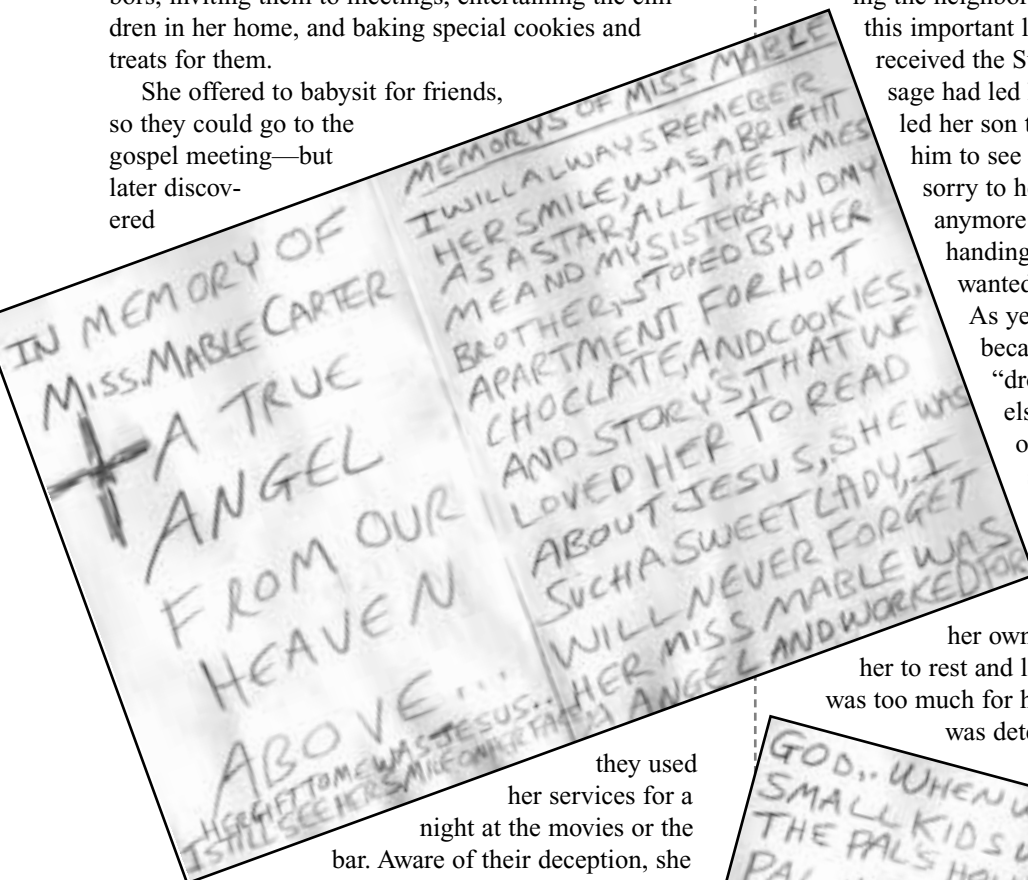 bors, inviting them to meetings, entertaining the chil-
dren in her home, and baking special cookies and
treats for them.
She offered to babysit for friends,
so they could go to the
gospel meeting—but
later discov-
ered
IN MEMORY OF
MISS.MABLE CARTER
A TRUE
ANGEL
FROM OUR
HEAVEN
ABOVE...
HER GIFT TO ME WAS JESUS..
I STILL SEE HER SMILE ON HER FACE
MEMORYS OF MISS MABLE
I WILL ALWAYS REMEBER
HER SMILE, WAS A BRIGHT
AS A STAR, ALL THE TIMES
ME AND MY SISTER'S AN D MY
BROTHER, STOPED BY HER
APARTMENT FOR HOT
CHOCLATE, AND COOKIES,
AND STORY'S, THAT WE
LOVED HER TO READ
ABOUT JESUS, SHE WAS
SUCH A SWEET LADY, I
WILL NEVER FORGET
HER MISS MABLE WAS
ANGEL AND WORKED FOR
they used
her services for a
night at the movies or the
bar. Aware of their deception, she
ing the neighbor
this important
received the
sage had led
led her son
him to see
sorry to
anymore
handing
wanted
As
beca
“dr
els
o
her own
her to rest and
was too much for
was det
GOD.. WHEN
SMALL KIDS
THE PAL'S
PAL